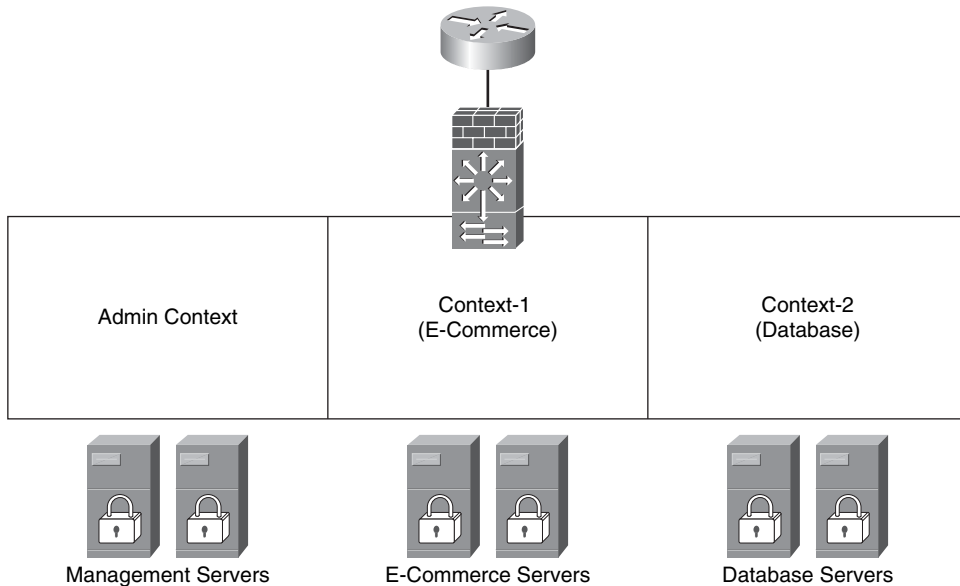 Admin Context
Context-1
(E-Commerce)
Context-2
(Database)
Management Servers
E-Commerce Servers
Database Servers